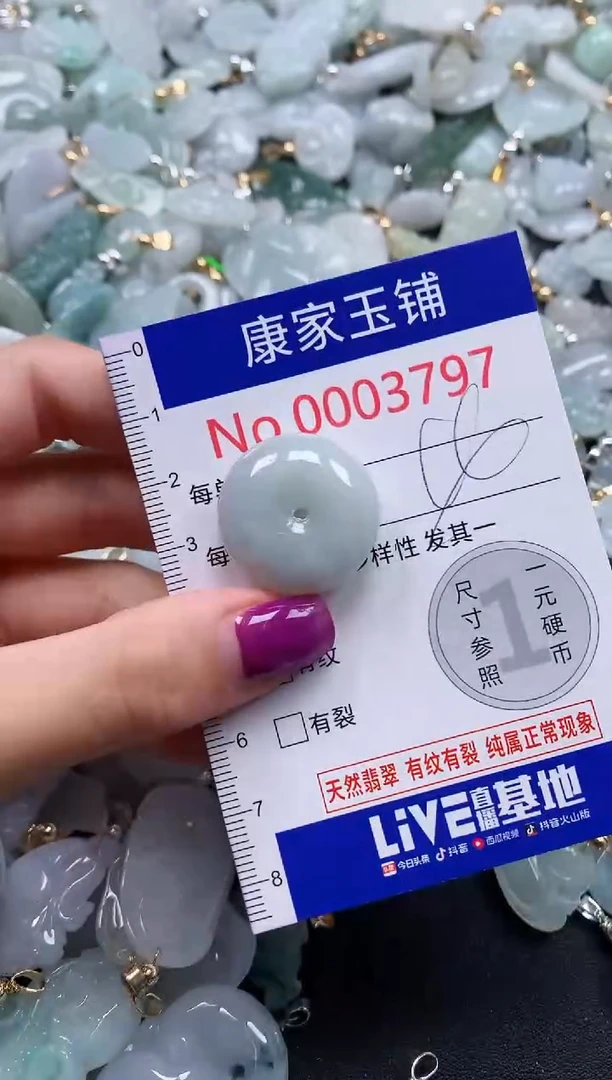 康家玉铺
No.0003797
每
每 样性 发其一
0
1
2
3
6
7
8
尺寸参照
1
一元硬币
有纹
有裂
天然翡翠 有纹有裂 纯属正常现象
LiVE直播基地
今日头条 抖音 西瓜视频 抖音火山版